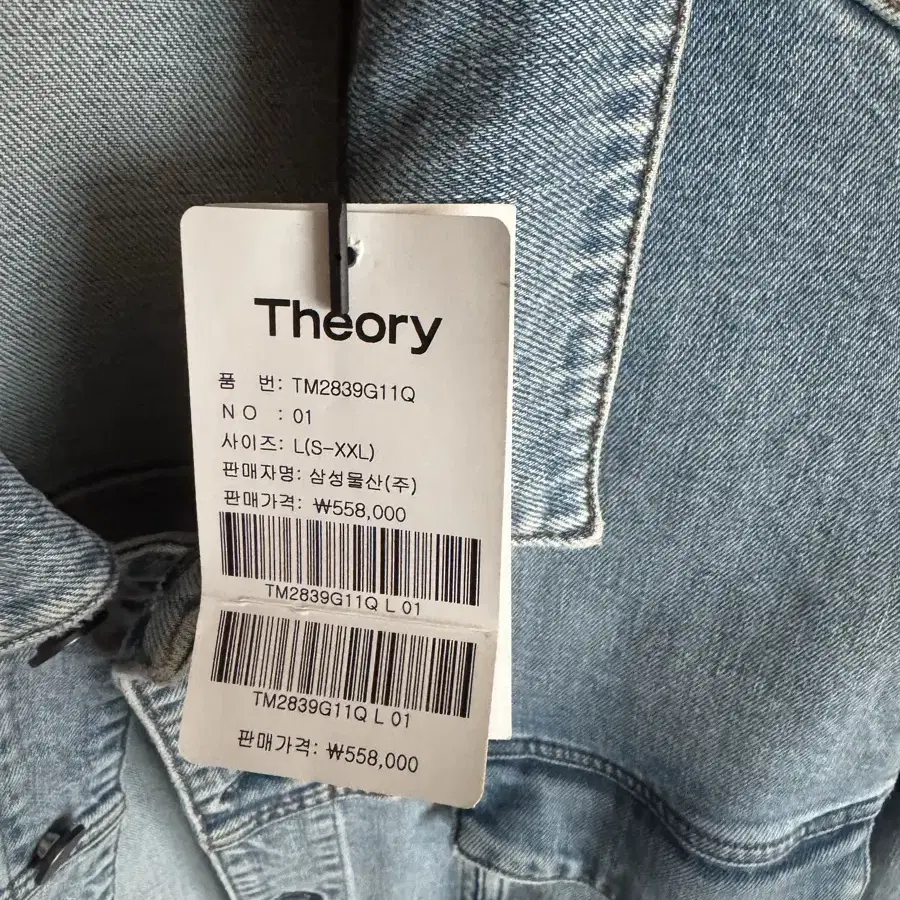 Theory
품 번: TM2839G11Q
NO : 01
사이즈: L(S-XXL)
판매자명: 삼성물산(주)
판매가격: ₩558,000
TM2839G11Q L 01
TM2839G11Q L 01
판매가격: ₩558,000